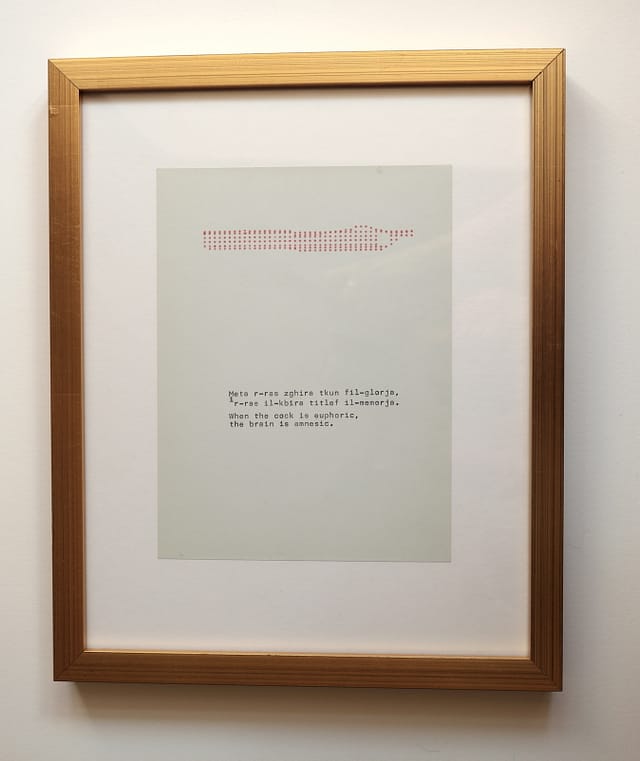 Meta r-ras zghira tkun fil-glorja,
ir-ras il-kbira titlef il-memorja.
When the cock is euphoric,
the brain is amnesic.